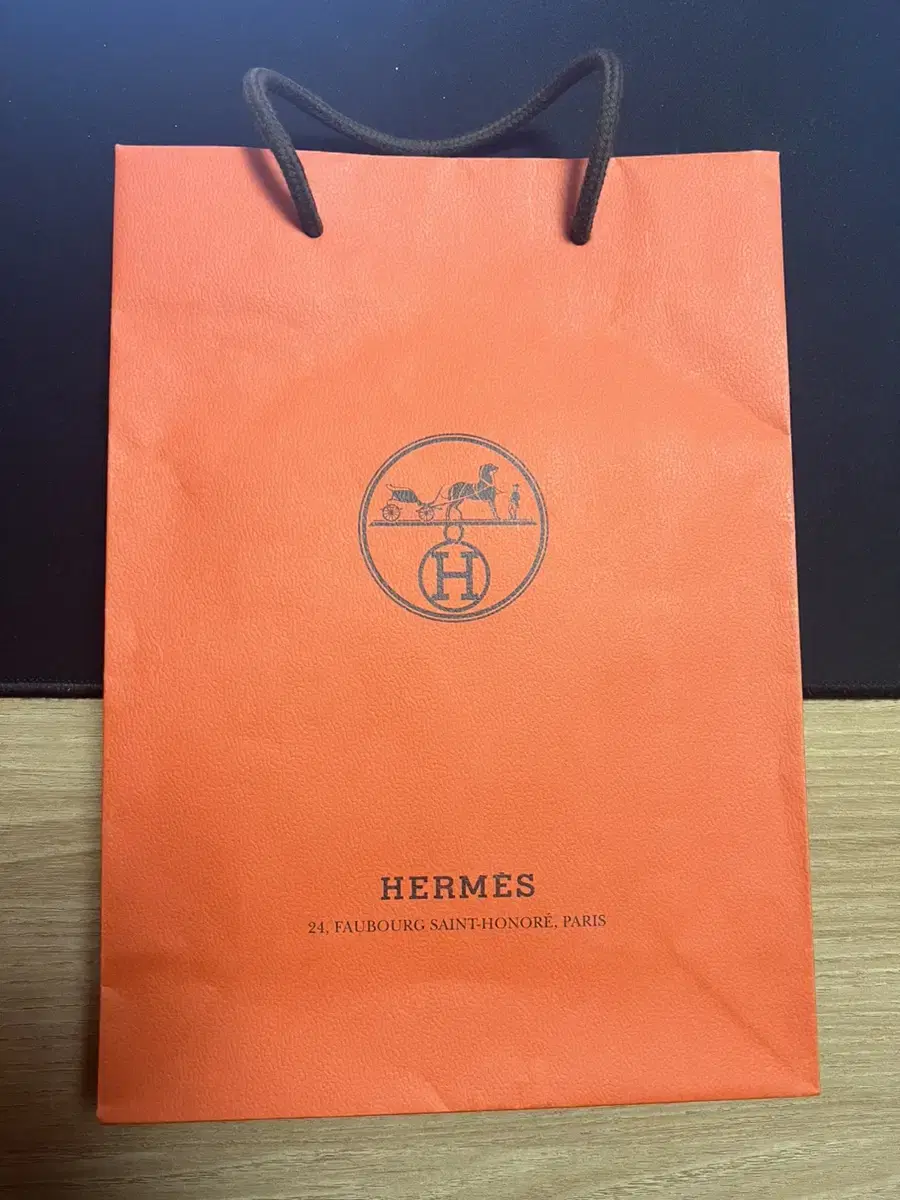 H
HERMÈS
24, FAUBOURG SAINT-HONORÉ, PARIS